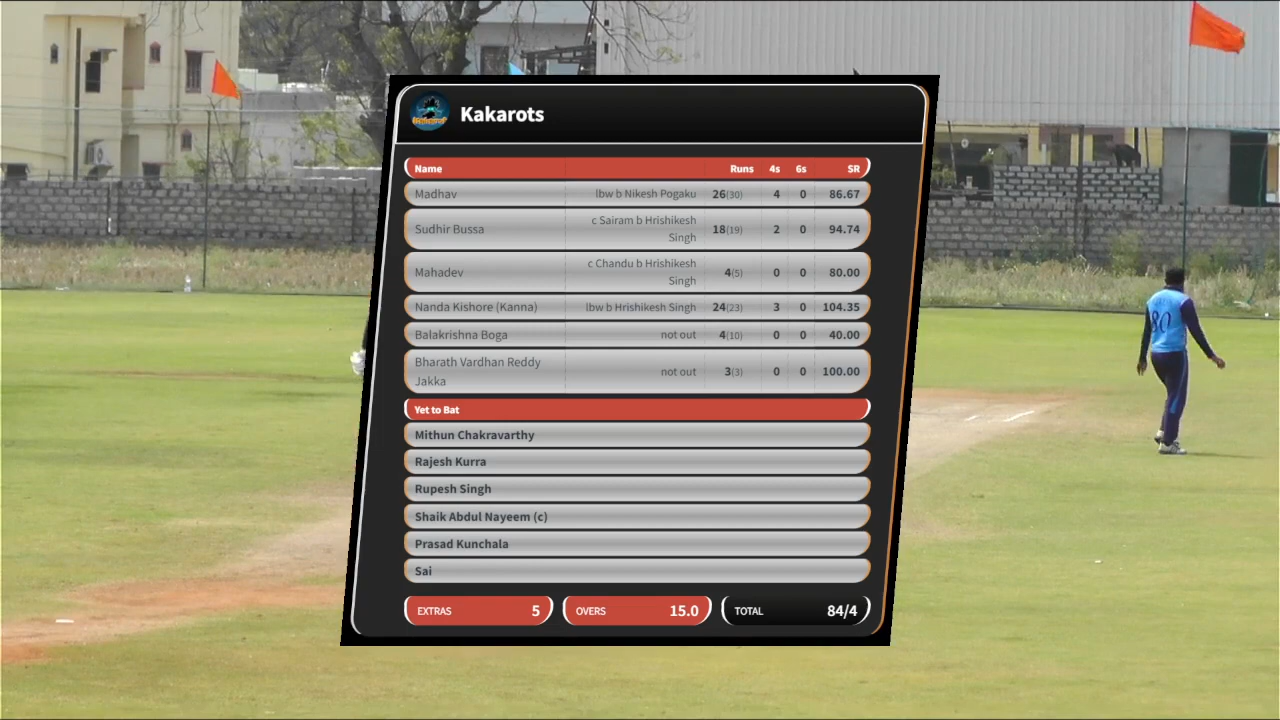 Kakarots
Name Runs 4s 6s SR
Madhav lbw b Nikesh Pogaku 26(30) 4 0 86.67
Sudhir Bussa c Sairam b Hrishikesh Singh 18(19) 2 0 94.74
Mahadev c Chandu b Hrishikesh Singh 4(5) 0 0 80.00
Nanda Kishore (Kanna) lbw b Hrishikesh Singh 24(23) 3 0 104.35
Balakrishna Boga not out 4(10) 0 0 40.00
Bharath Vardhan Reddy Jakka not out 3(3) 0 0 100.00
Yet to Bat
Mithun Chakravarthy
Rajesh Kurra
Rupesh Singh
Shaik Abdul Nayeem (c)
Prasad Kunchala
Sai
EXTRAS 5 OVERS 15.0 TOTAL 84/4
80